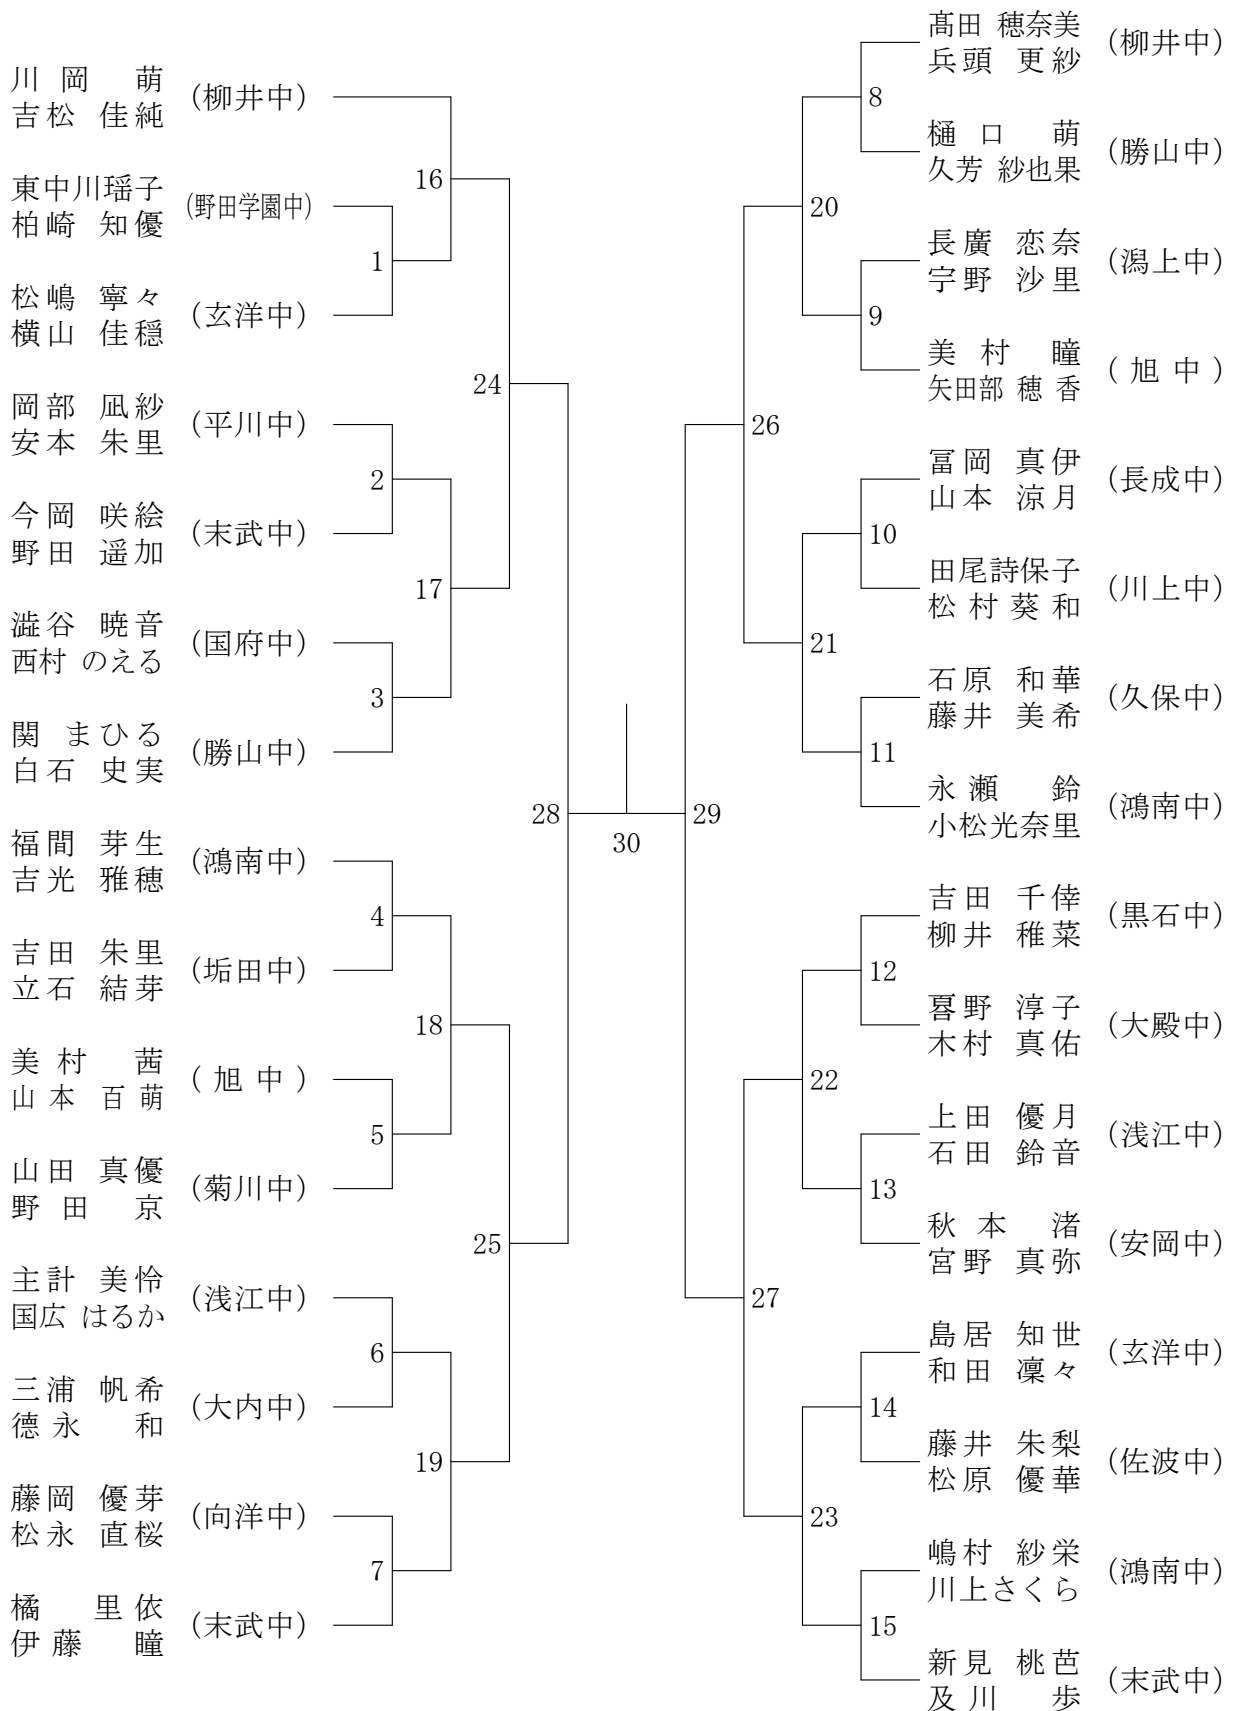 川岡 萌
吉松 佳純
(柳井中)
東中川瑶子
柏崎 知優
(野田学園中)
松嶋 寧々
横山 佳穏
(玄洋中)
岡部 凪紗
安本 朱里
(平川中)
今岡 咲絵
野田 遥加
(末武中)
澁谷 暁音
西村 のえる
(国府中)
関 まひる
白石 史実
(勝山中)
福間 芽生
吉光 雅穂
(鴻南中)
吉田 朱里
立石 結芽
(垢田中)
美村 茜
山本 百萌
(旭中)
山田 真優
野田 京
(菊川中)
主計 美怜
国広 はるか
(浅江中)
三浦 帆希
德永 和
(大内中)
藤岡 優芽
松永 直桜
(向洋中)
橘 里依
伊藤 瞳
(末武中)
1
2
3
4
5
6
7
16
17
18
19
24
25
28
30
29
26
27
20
21
22
23
8
9
10
11
12
13
14
15
髙田 穂奈美
兵頭 更紗
(柳井中)
樋口 萌
久芳 紗也果
(勝山中)
長廣 恋奈
宇野 沙里
(潟上中)
美村 瞳
矢田部 穂香
(旭中)
冨岡 真伊
山本 涼月
(長成中)
田尾詩保子
松村葵和
(川上中)
石原 和華
藤井 美希
(久保中)
永瀬 鈴
小松光奈里
(鴻南中)
吉田 千倖
柳井 稚菜
(黒石中)
野 淳子
木村 真佑
(大殿中)
上田 優月
石田 鈴音
(浅江中)
秋本 渚
宮野 真弥
(安岡中)
島居 知世
和田 凜々
(玄洋中)
藤井 朱梨
松原 優華
(佐波中)
嶋村 紗栄
川上さくら
(鴻南中)
新見 桃芭
及川 歩
(末武中)